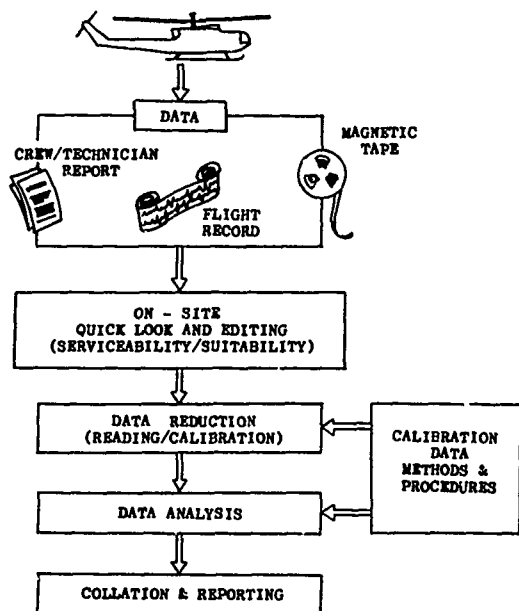 DATA
CREW/TECHNICIAN
REPORT
MAGNETIC
TAPE
FLIGHT
RECORD
ON - SITE
QUICK LOOK AND EDITING
(SERVICEABILITY/SUITABILITY)
DATA REDUCTION
(READING/CALIBRATION)
CALIBRATION
DATA
METHODS &
PROCEDURES
DATA ANALYSIS
COLLATION & REPORTING